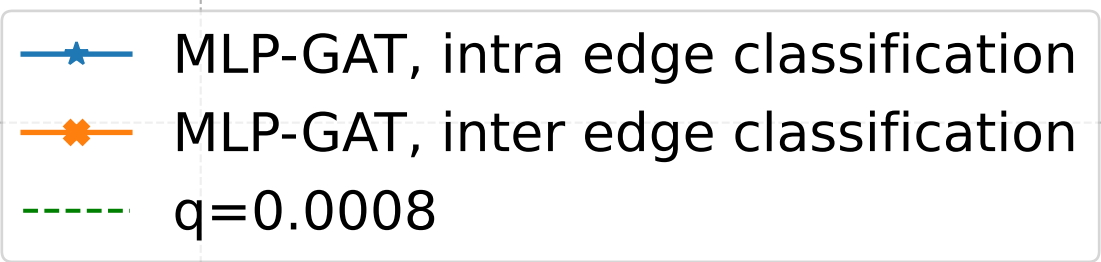 MLP-GAT, intra edge classification
MLP-GAT, inter edge classification
q=0.0008